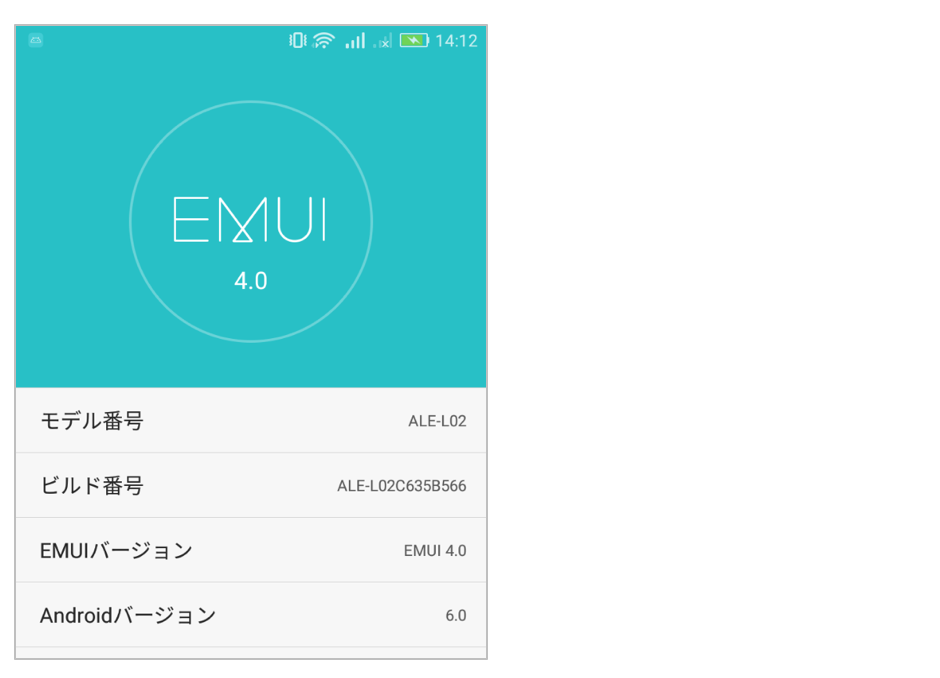 14:12
EMUI
4.0
モデル番号 ALE-L02
ビルド番号 ALE-L02C635B566
EMUIバージョン EMUI 4.0
Androidバージョン 6.0